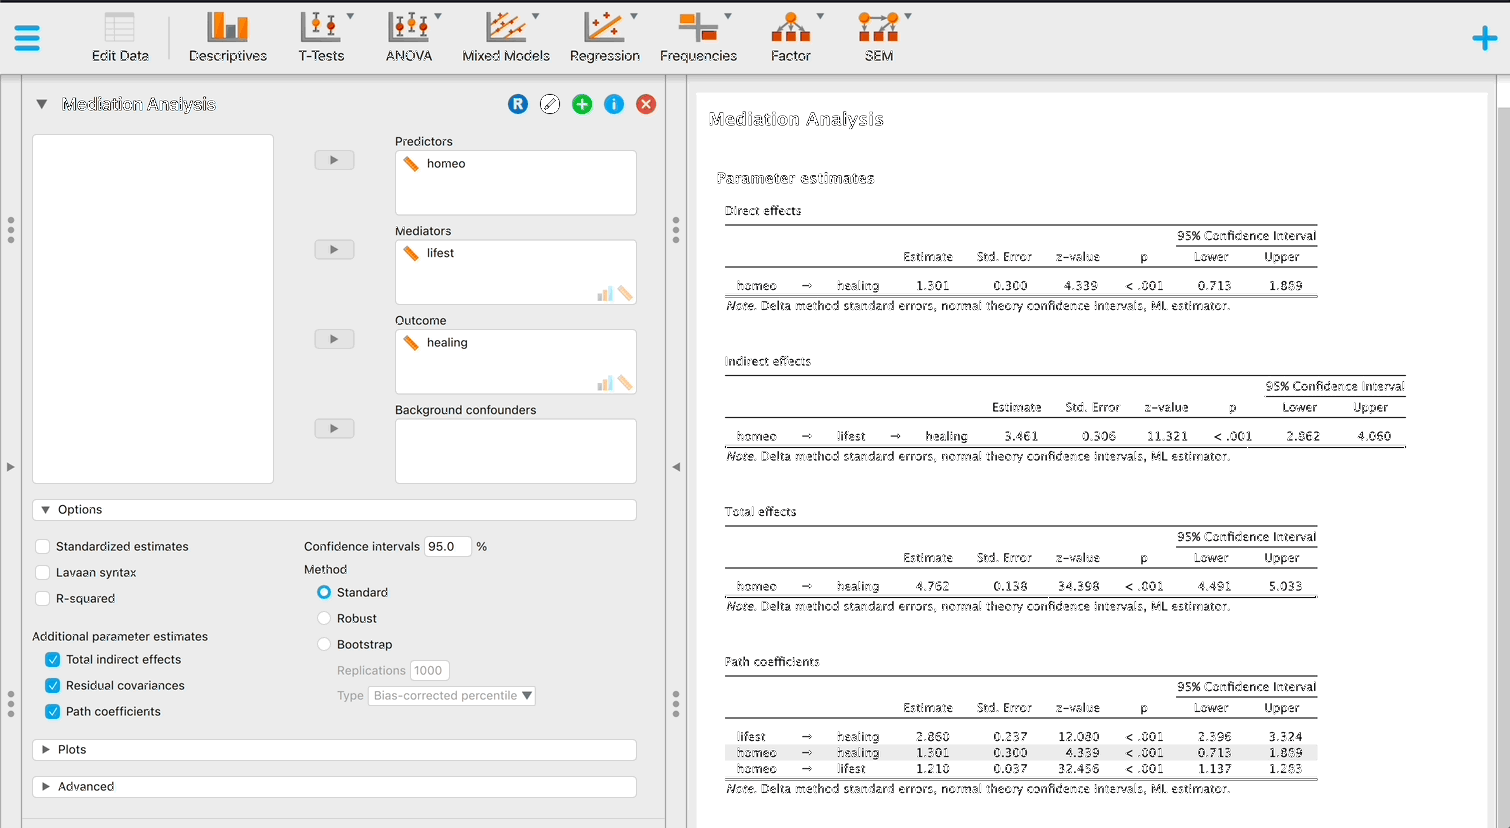 Edit Data
Descriptives
T-Tests
ANOVA
Mixed Models
Regression
Frequencies
Factor
SEM
Mediation Analysis
R
i
Predictors
homeo
Mediators
lifest
Outcome
healing
Background confounders
Options
Standardized estimates
Lavaan syntax
R-squared
Additional parameter estimates
Total indirect effects
Residual covariances
Path coefficients
Confidence intervals 95.0 %
Method
Standard
Robust
Bootstrap
Replications 1000
Type Bias-corrected percentile
Plots
Advanced
Mediation Analysis
Parameter estimates
Direct effects
95% Confidence Interval
Estimate Std. Error z-value p Lower Upper
homeo → healing 1.301 0.300 4.339 < .001 0.713 1.889
Note. Delta method standard errors, normal theory confidence intervals, ML estimator.
Indirect effects
95% Confidence Interval
Estimate Std. Error z-value p Lower Upper
homeo → lifest → healing 3.461 0.306 11.321 < .001 2.862 4.060
Note. Delta method standard errors, normal theory confidence intervals, ML estimator.
Total effects
95% Confidence Interval
Estimate Std. Error z-value p Lower Upper
homeo → healing 4.762 0.138 34.398 < .001 4.491 5.033
Note. Delta method standard errors, normal theory confidence intervals, ML estimator.
Path coefficients
95% Confidence Interval
Estimate Std. Error z-value p Lower Upper
lifest → healing 2.860 0.237 12.080 < .001 2.396 3.324
homeo → healing 1.301 0.300 4.339 < .001 0.713 1.889
homeo → lifest 1.210 0.037 32.456 < .001 1.137 1.283
Note. Delta method standard errors, normal theory confidence intervals, ML estimator.